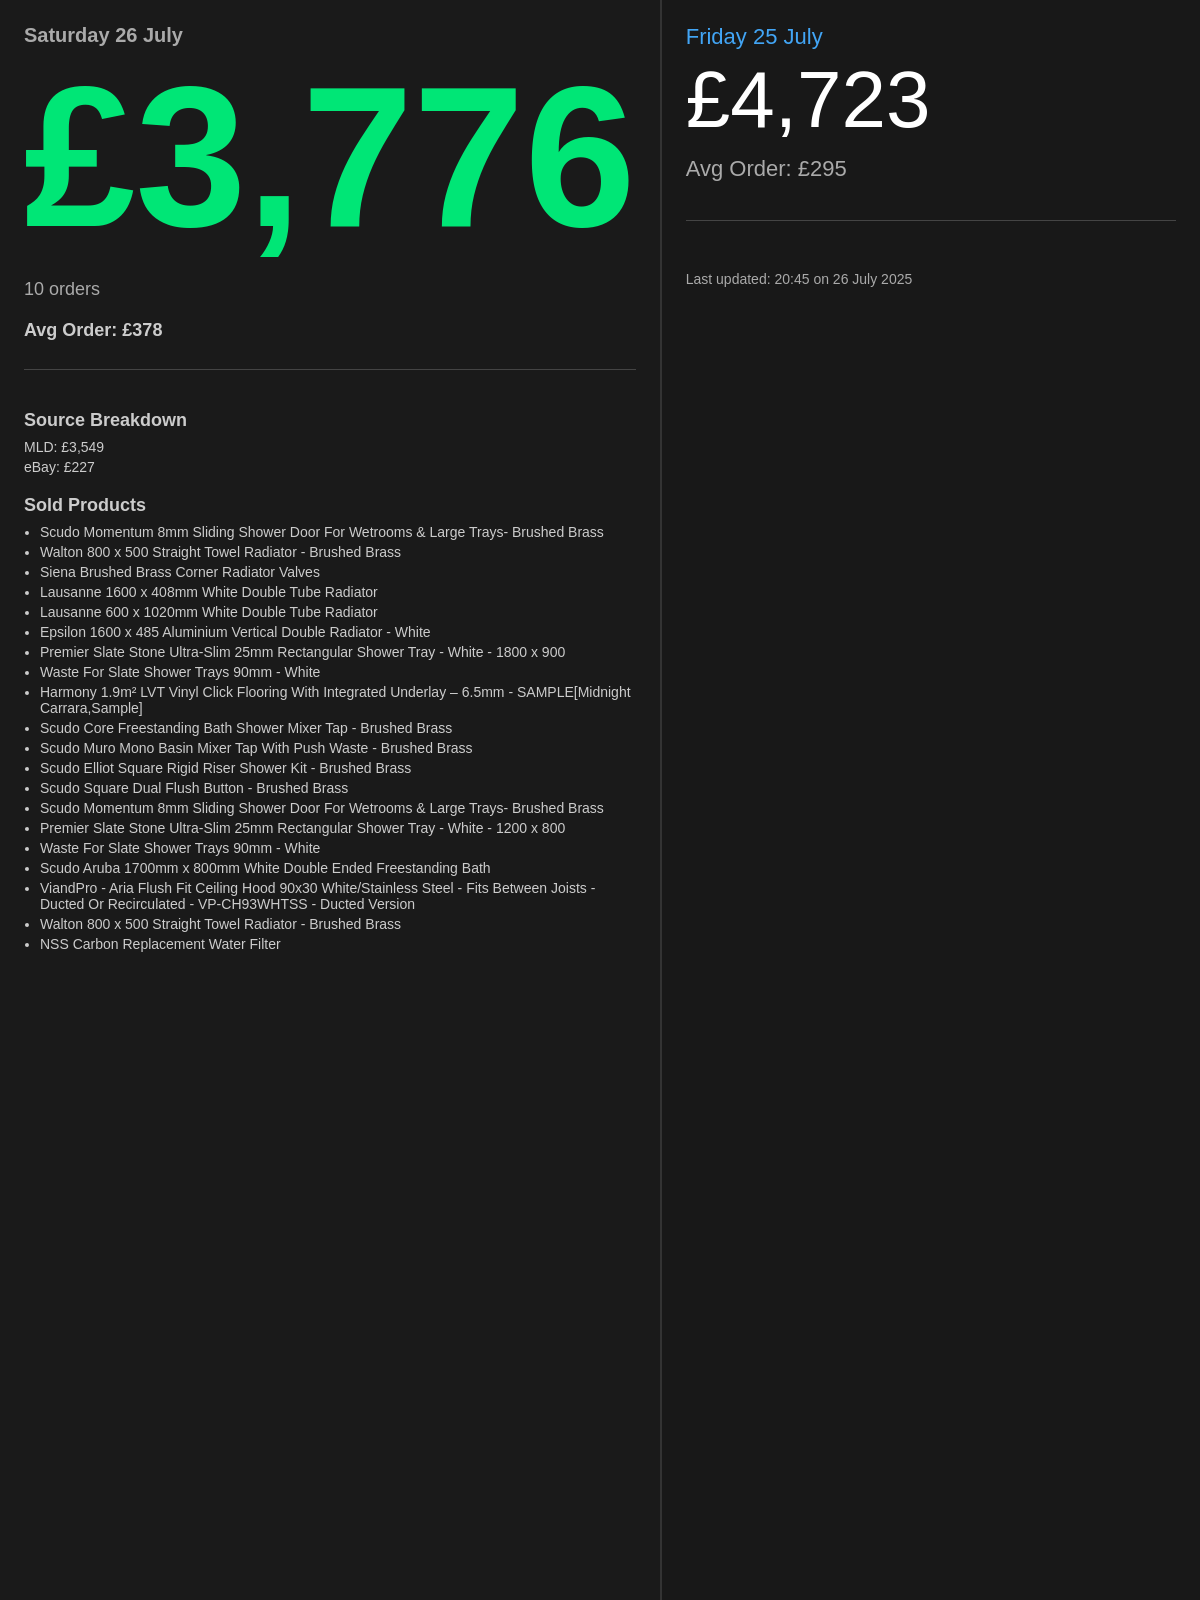 Saturday 26 July
£3,776
10 orders
Avg Order: £378
Source Breakdown
MLD: £3,549
eBay: £227
Sold Products
• Scudo Momentum 8mm Sliding Shower Door For Wetrooms & Large Trays- Brushed Brass
• Walton 800 x 500 Straight Towel Radiator - Brushed Brass
• Siena Brushed Brass Corner Radiator Valves
• Lausanne 1600 x 408mm White Double Tube Radiator
• Lausanne 600 x 1020mm White Double Tube Radiator
• Epsilon 1600 x 485 Aluminium Vertical Double Radiator - White
• Premier Slate Stone Ultra-Slim 25mm Rectangular Shower Tray - White - 1800 x 900
• Waste For Slate Shower Trays 90mm - White
• Harmony 1.9m² LVT Vinyl Click Flooring With Integrated Underlay – 6.5mm - SAMPLE[Midnight
Carrara,Sample]
• Scudo Core Freestanding Bath Shower Mixer Tap - Brushed Brass
• Scudo Muro Mono Basin Mixer Tap With Push Waste - Brushed Brass
• Scudo Elliot Square Rigid Riser Shower Kit - Brushed Brass
• Scudo Square Dual Flush Button - Brushed Brass
• Scudo Momentum 8mm Sliding Shower Door For Wetrooms & Large Trays- Brushed Brass
• Premier Slate Stone Ultra-Slim 25mm Rectangular Shower Tray - White - 1200 x 800
• Waste For Slate Shower Trays 90mm - White
• Scudo Aruba 1700mm x 800mm White Double Ended Freestanding Bath
• ViandPro - Aria Flush Fit Ceiling Hood 90x30 White/Stainless Steel - Fits Between Joists -
Ducted Or Recirculated - VP-CH93WHTSS - Ducted Version
• Walton 800 x 500 Straight Towel Radiator - Brushed Brass
• NSS Carbon Replacement Water Filter
Friday 25 July
£4,723
Avg Order: £295
Last updated: 20:45 on 26 July 2025